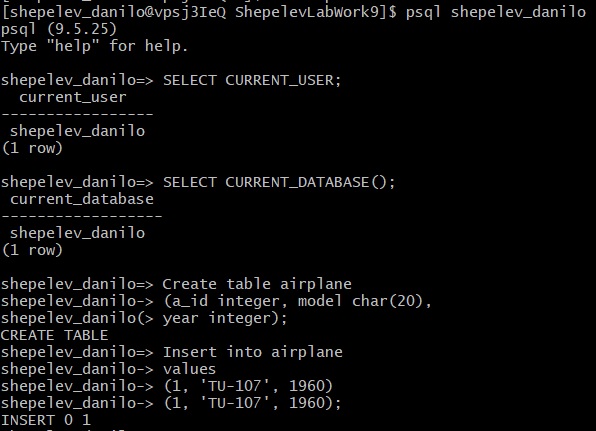 [shepelev_danilo@vpsj3IeQ ShepelevLabWork9]$ psql shepelev_danilo
psql (9.5.25)
Type "help" for help.
shepelev_danilo=> SELECT CURRENT_USER;
current_user
-----------------
shepelev_danilo
(1 row)
shepelev_danilo=> SELECT CURRENT_DATABASE();
current_database
------------------
shepelev_danilo
(1 row)
shepelev_danilo=> Create table airplane
shepelev_danilo-> (a_id integer, model char(20),
shepelev_danilo(> year integer);
CREATE TABLE
shepelev_danilo=> Insert into airplane
shepelev_danilo-> values
shepelev_danilo-> (1, 'TU-107', 1960)
shepelev_danilo-> (1, 'TU-107', 1960);
INSERT 0 1